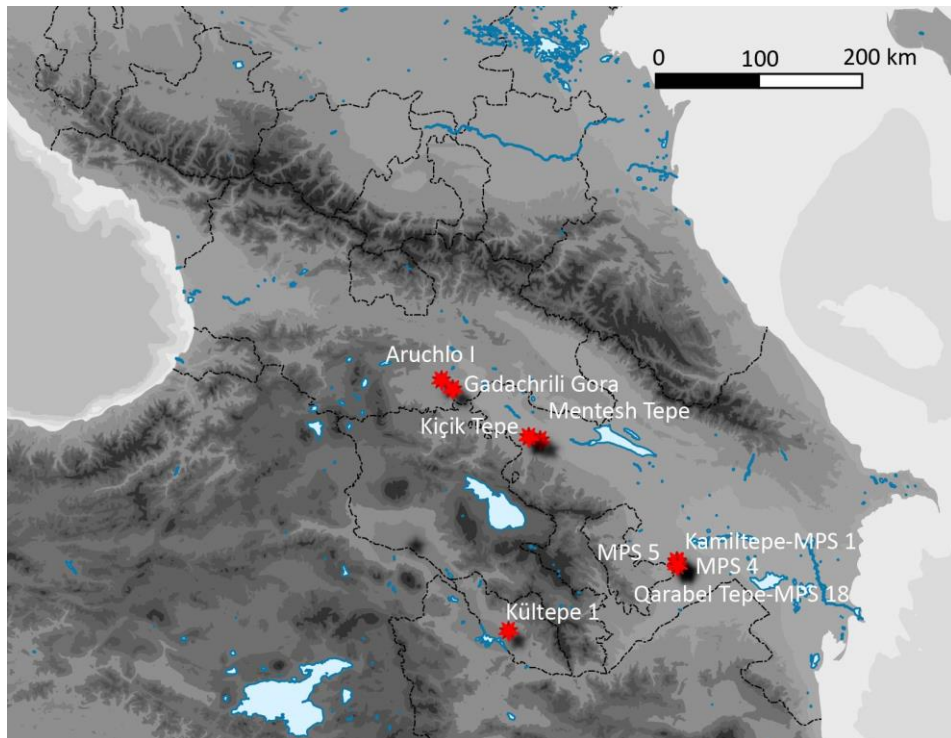 0 100 200 km
Aruchlo I
Gadachrili Gora
Mentesh Tepe
Kiçik Tepe
Kamiltepe-MPS 1
MPS 5
MPS 4
Qarabel Tepe-MPS 18
Kültepe 1